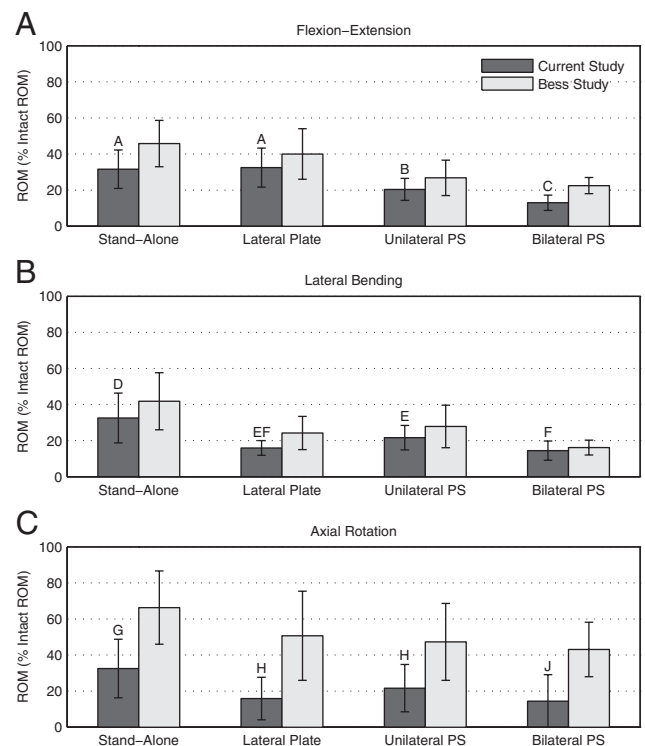 A
Flexion−Extension
ROM (% Intact ROM)
100
80
60
40
20
0
Current Study
Bess Study
A
A
B
C
Stand−Alone
Lateral Plate
Unilateral PS
Bilateral PS
B
Lateral Bending
ROM (% Intact ROM)
100
80
60
40
20
0
D
EF
E
F
Stand−Alone
Lateral Plate
Unilateral PS
Bilateral PS
C
Axial Rotation
ROM (% Intact ROM)
100
80
60
40
20
0
G
H
H
J
Stand−Alone
Lateral Plate
Unilateral PS
Bilateral PS